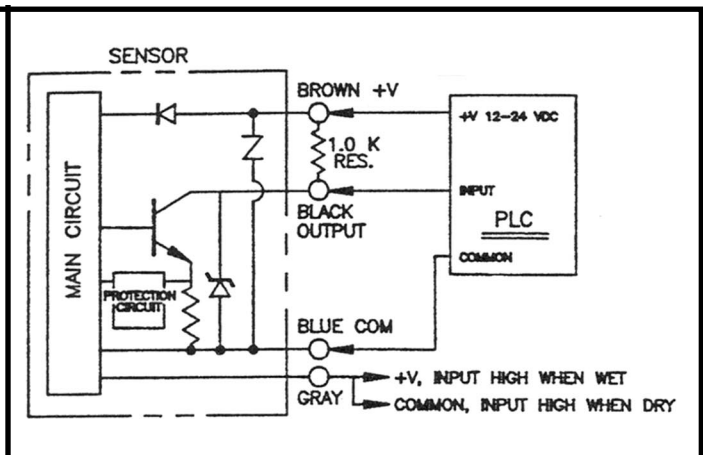 SENSOR
BROWN +V
+V 12-24 VDC
1.0 K
RES.
INPUT
BLACK
OUTPUT
PLC
MAIN CIRCUIT
COMMON
PROTECTION
CIRCUIT
BLUE COM
+V, INPUT HIGH WHEN WET
GRAY
COMMON, INPUT HIGH WHEN DRY